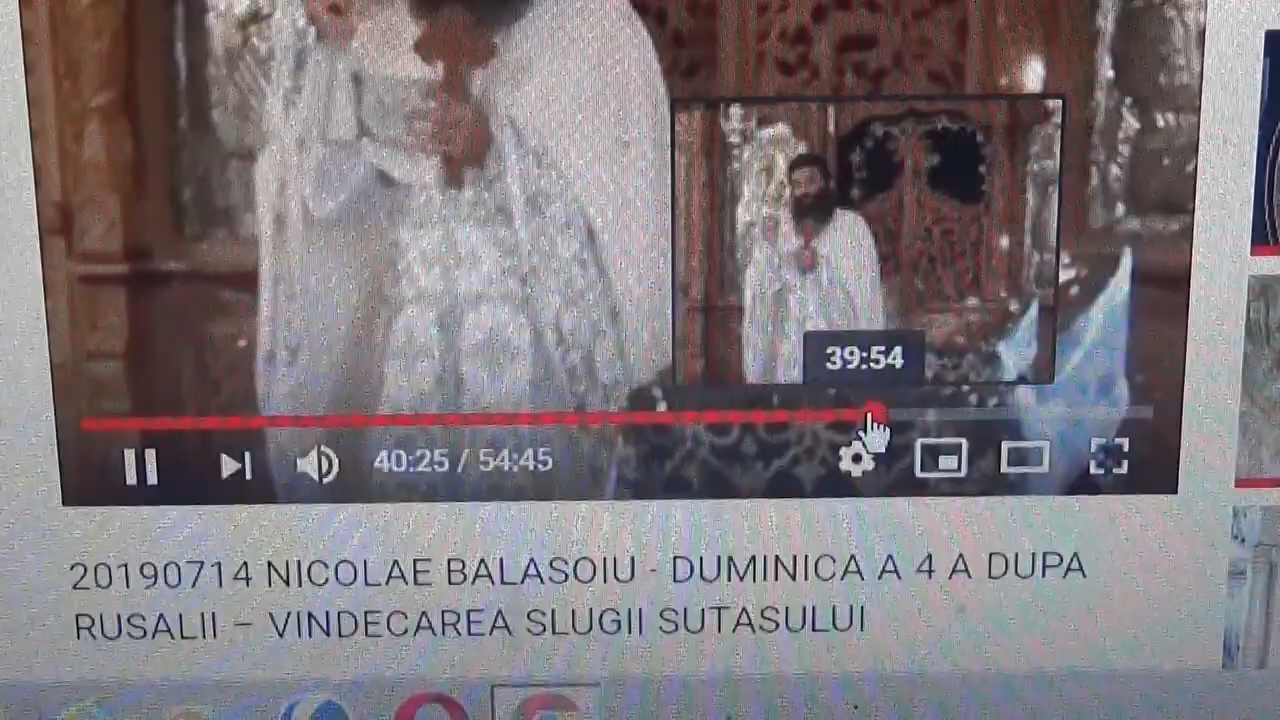 39:54
40:25 / 54:45
20190714 NICOLAE BALASOIU - DUMINICA A 4 A DUPA
RUSALII – VINDECAREA SLUGII SUTASULUI